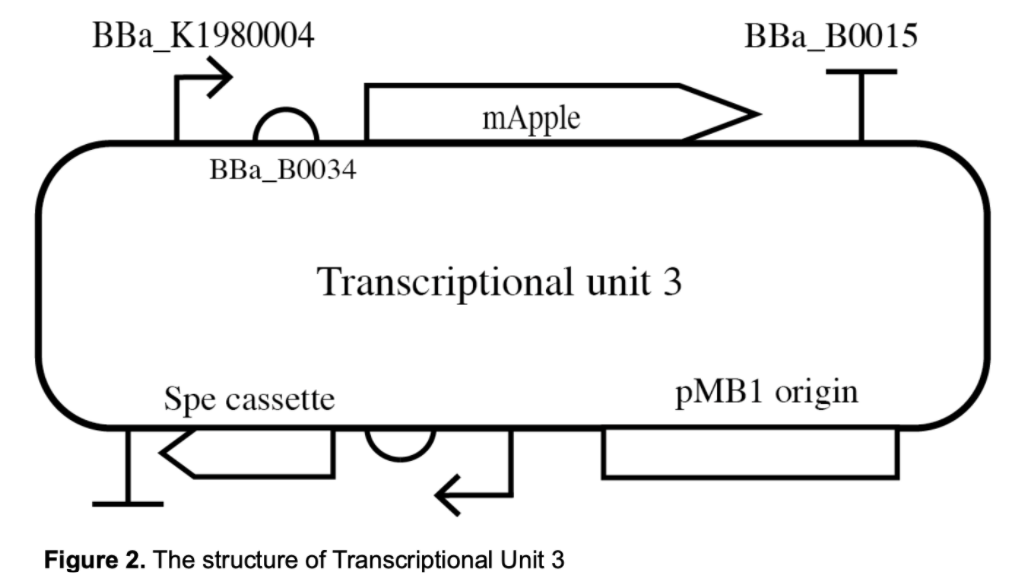 BBa_K1980004
BBa_B0015
mApple
BBa_B0034
Transcriptional unit 3
Spe cassette
pMB1 origin
Figure 2. The structure of Transcriptional Unit 3